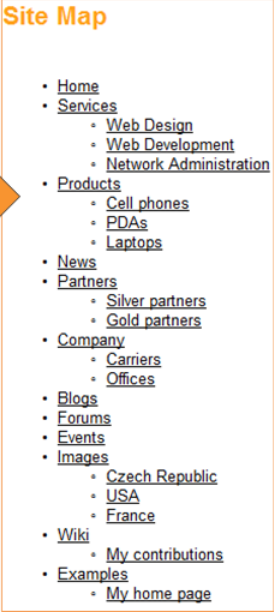 Site Map
Home
Services
Web Design
Web Development
Network Administration
Products
Cell phones
PDAs
Laptops
News
Partners
Silver partners
Gold partners
Company
Carriers
Offices
Blogs
Forums
Events
Images
Czech Republic
USA
France
Wiki
My contributions
Examples
My home page